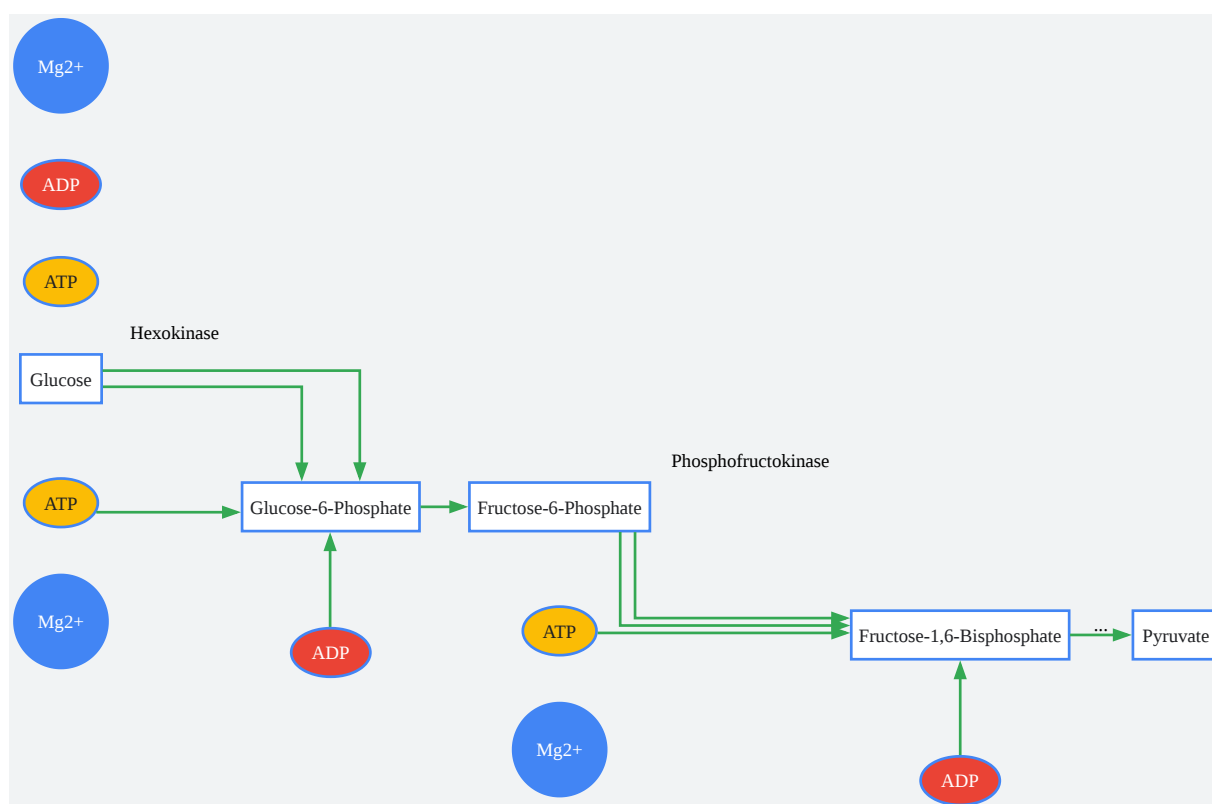 Mg2+
ADP
ATP
Hexokinase
Glucose
Phosphofructokinase
ATP
Glucose-6-Phosphate
Fructose-6-Phosphate
Mg2+
ADP
ATP
Fructose-1,6-Bisphosphate
...
Pyruvate
Mg2+
ADP